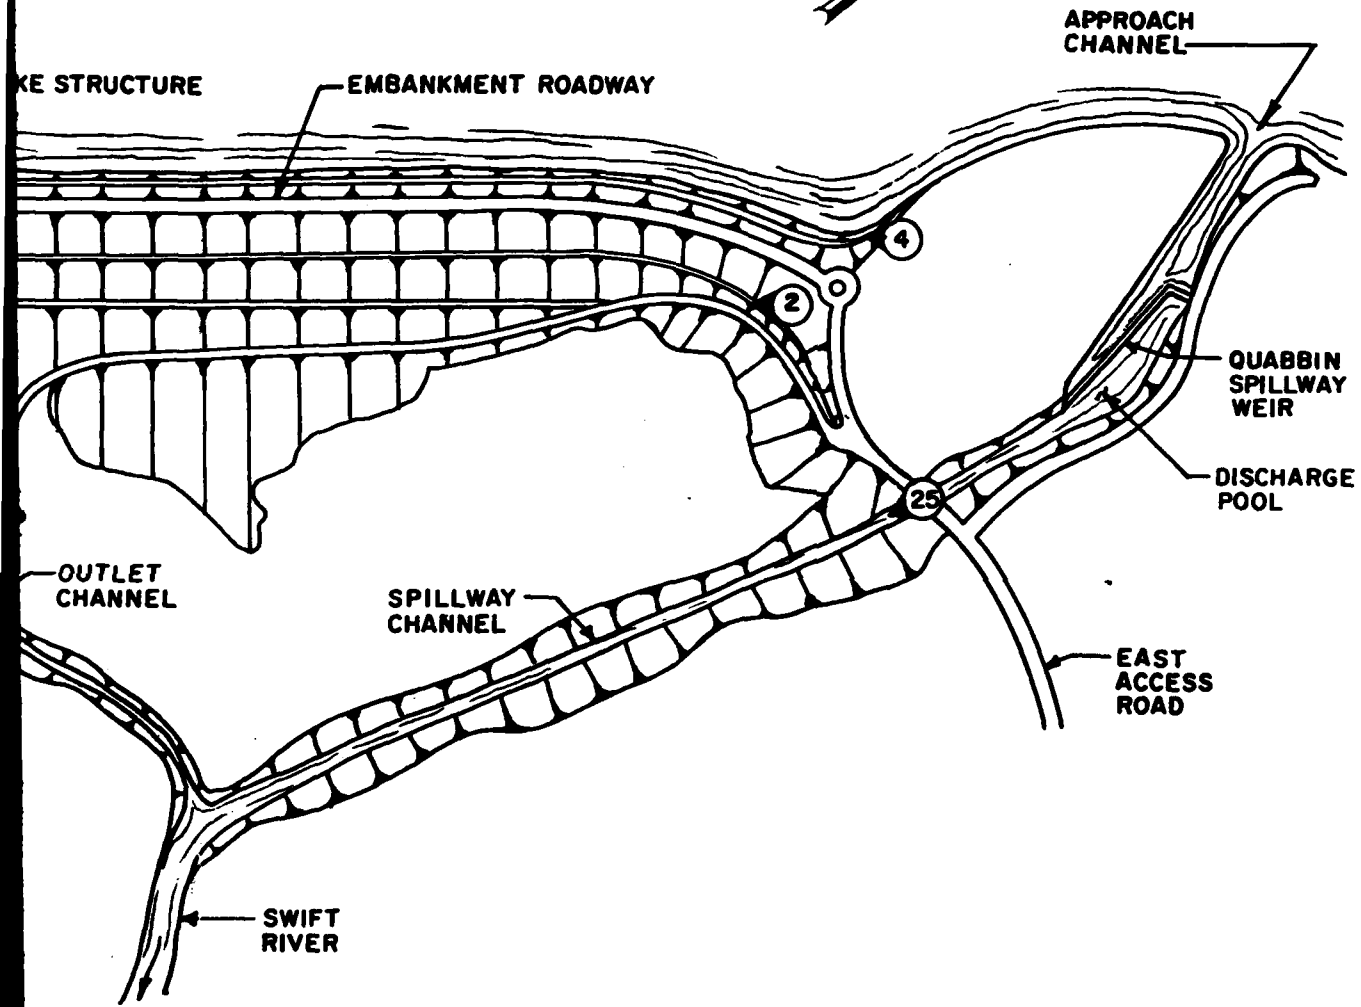 APPROACH
CHANNEL
KE STRUCTURE
EMBANKMENT ROADWAY
4
2
QUABBIN
SPILLWAY
WEIR
DISCHARGE
POOL
25
OUTLET
CHANNEL
SPILLWAY
CHANNEL
EAST
ACCESS
ROAD
SWIFT
RIVER